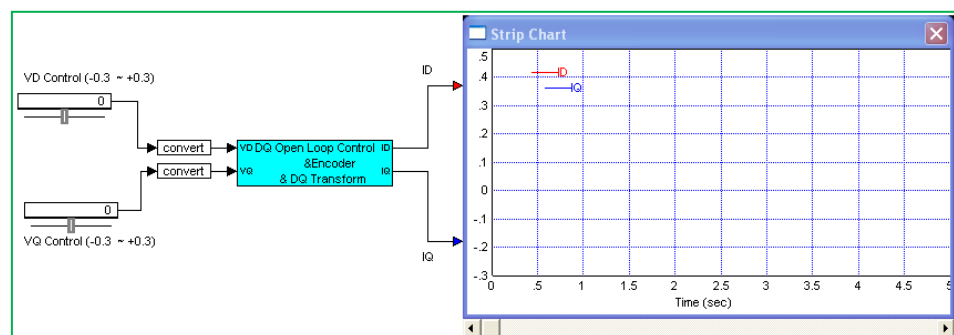 VD Control (-0.3 ~ +0.3)
0
convert
convert
0
VQ Control (-0.3 ~ +0.3)
VD DQ Open Loop Control ID
&Encoder
VQ IQ
& DQ Transform
ID
IQ
Strip Chart
.5
.4
.3
.2
.1
0
-.1
-.2
-.3
ID
IQ
0 .5 1 1.5 2 2.5 3 3.5 4 4.5 5
Time (sec)